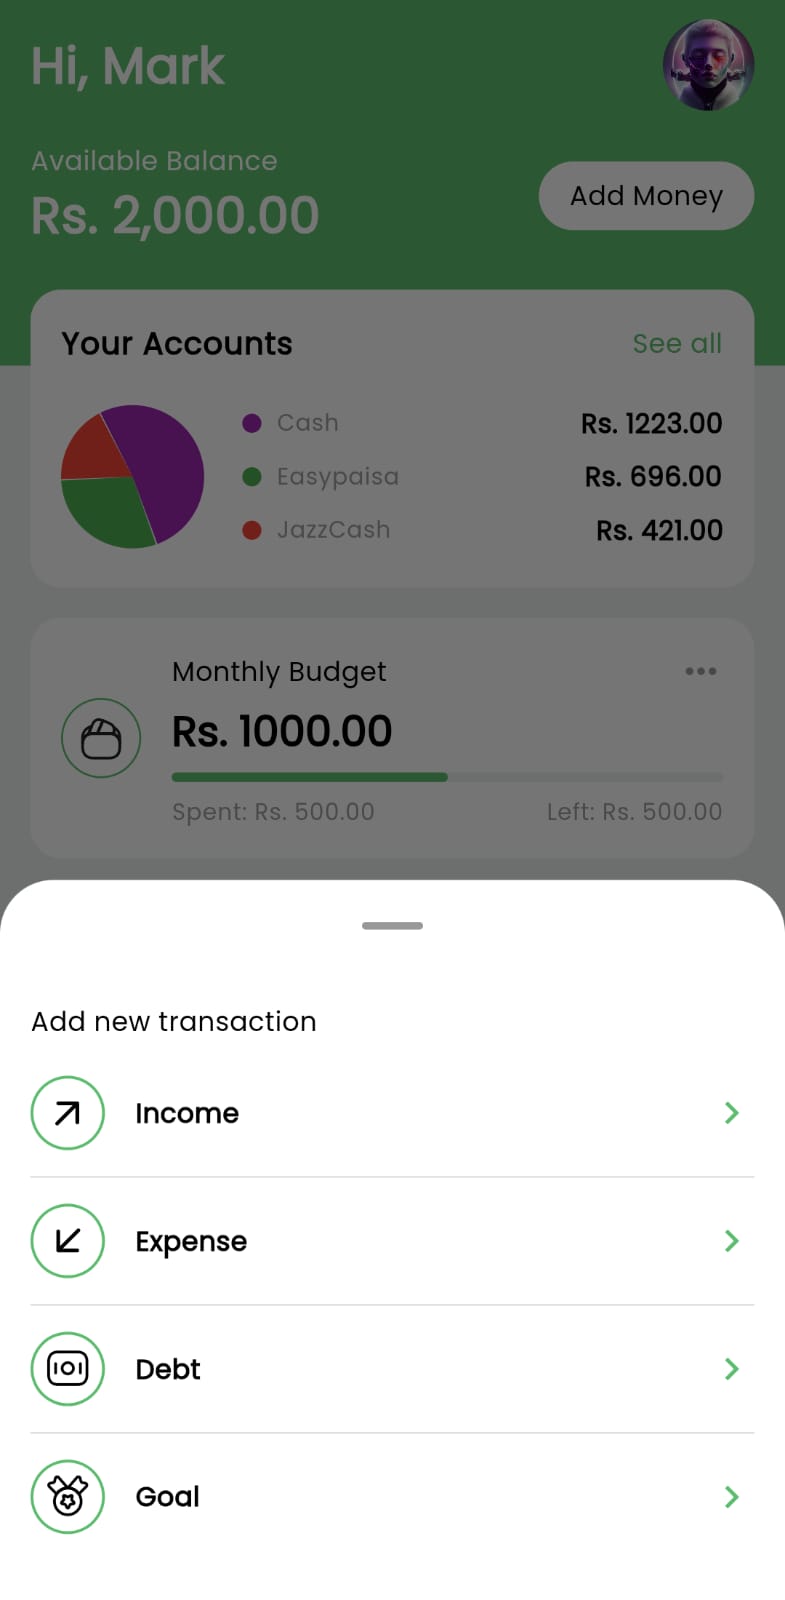 Hi, Mark
Available Balance
Rs. 2,000.00
Add Money
Your Accounts
See all
Cash
Rs. 1223.00
Easypaisa
Rs. 696.00
JazzCash
Rs. 421.00
Monthly Budget
Rs. 1000.00
Spent: Rs. 500.00
Left: Rs. 500.00
Add new transaction
Income
Expense
Debt
Goal